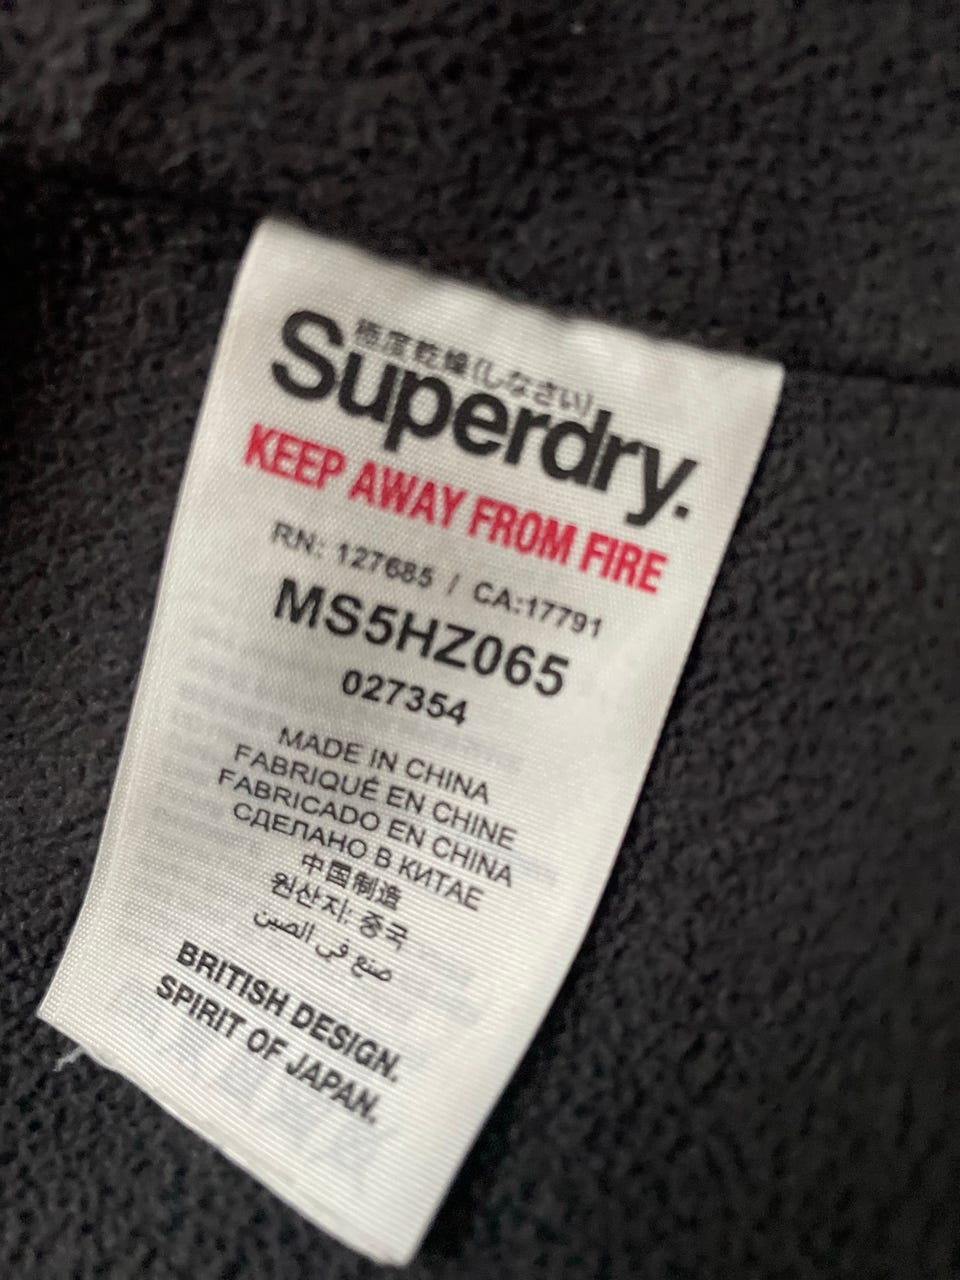 極度乾燥(しなさい)
Superdry.
KEEP AWAY FROM FIRE
RN: 127685 / CA:17791
MS5HZ065
027354
MADE IN CHINA
FABRIQUÉ EN CHINE
FABRICADO EN CHINA
СДЕЛАНО В КИТАЕ
中国制造
원산지: 중국
صنع في الصين
BRITISH DESIGN.
SPIRIT OF JAPAN.